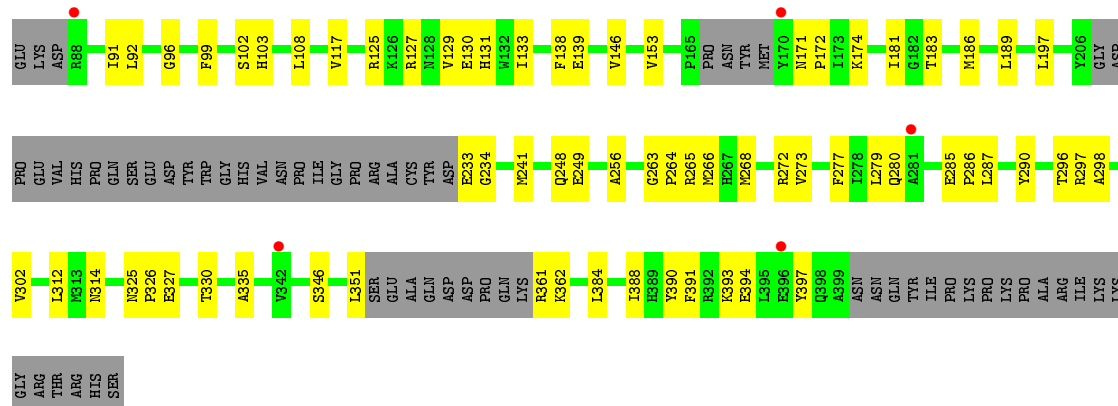 GLU LYS ASP R88 I91 L92 G96 F99 S102 H103 L108 V117 R125 K126 R127 N128 V129 E130 H131 W132 I133 F138 E139 V146 V153 P165 PRO ASN TYR MET Y170 N171 P172 I173 K174 I181 G182 T183 M186 L189 L197 Y206 GLY ASP
PRO GLU VAL HIS PRO GLN SER GLU ASP TYR TRP GLY HIS VAL ASN PRO ILE GLY PRO ARG ALA CYS TYR ASP E233 G234 M241 Q248 E249 A256 G263 P264 R265 M266 H267 M268 R272 V273 F277 I278 L279 Q280 A281 E285 P286 L287 Y290 T296 R297 A298
V302 L312 M313 N314 N325 P326 E327 T330 A335 V342 S346 L351 SER GLU ALA GLN ASP ASP PRO GLN LYS R361 K362 L384 I388 H389 Y390 F391 R392 K393 E394 L395 E396 Y397 Q398 A399 ASN ASN GLN TYR ILE PRO LYS PRO LYS PRO ALA ARG ILE LYS LYS
GLY ARG THR ARG HIS SER